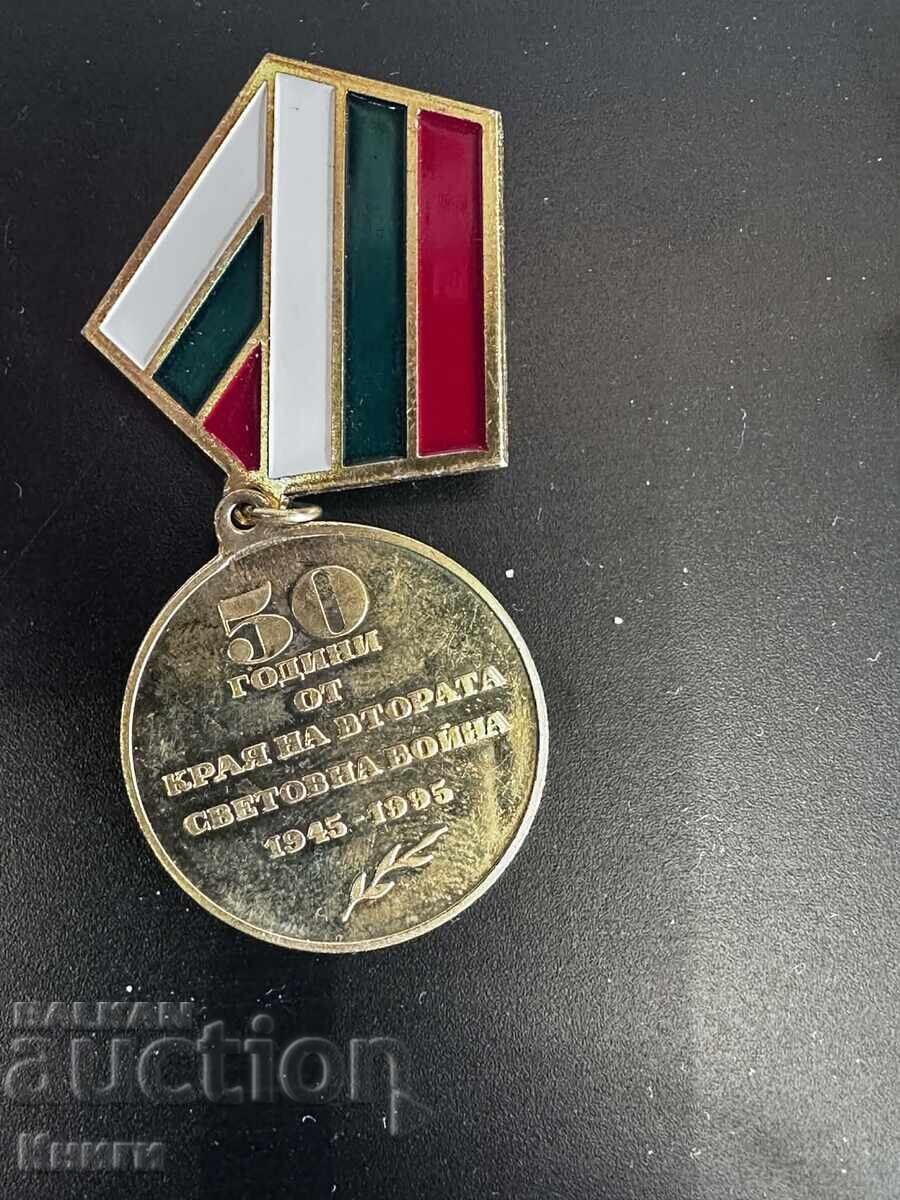 50
ГОДИНИ
ОТ
КРАЯ НА ВТОРАТА
СВЕТОВНА ВОЙНА
1945-1995
BALKAN
auction
Книги